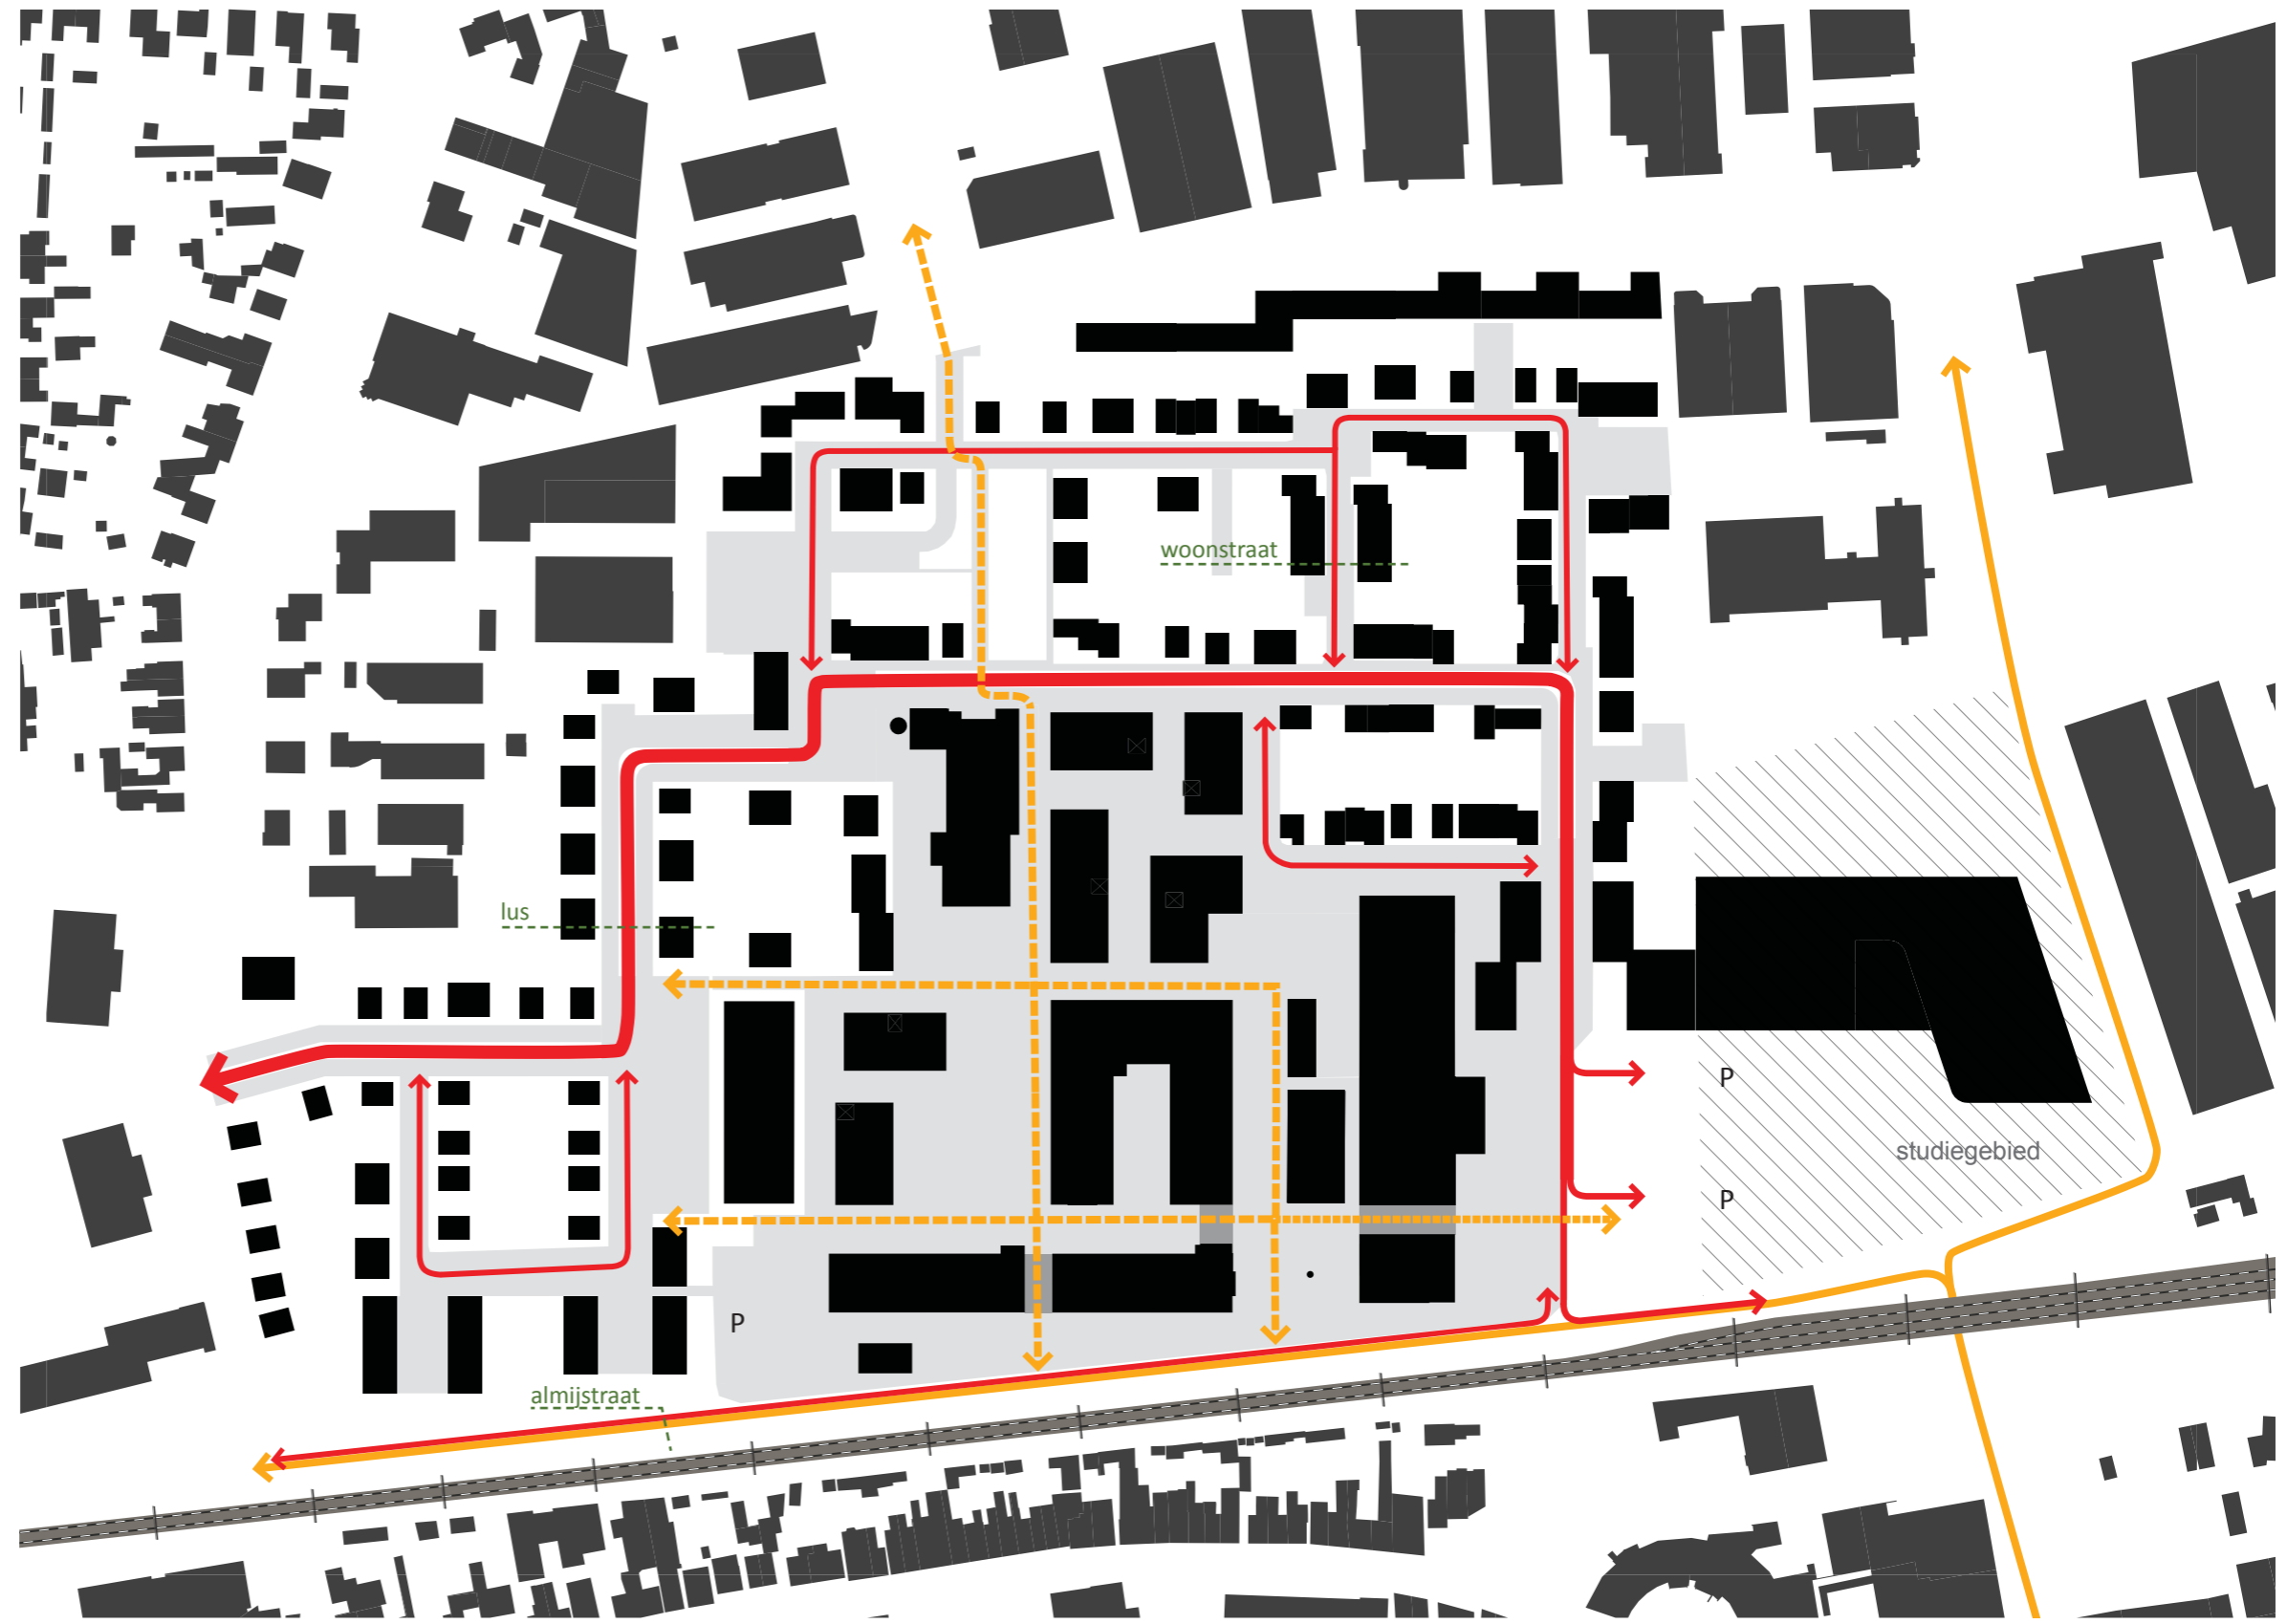 woonstraat
lus
P
studiegebied
P
P
almijstraat